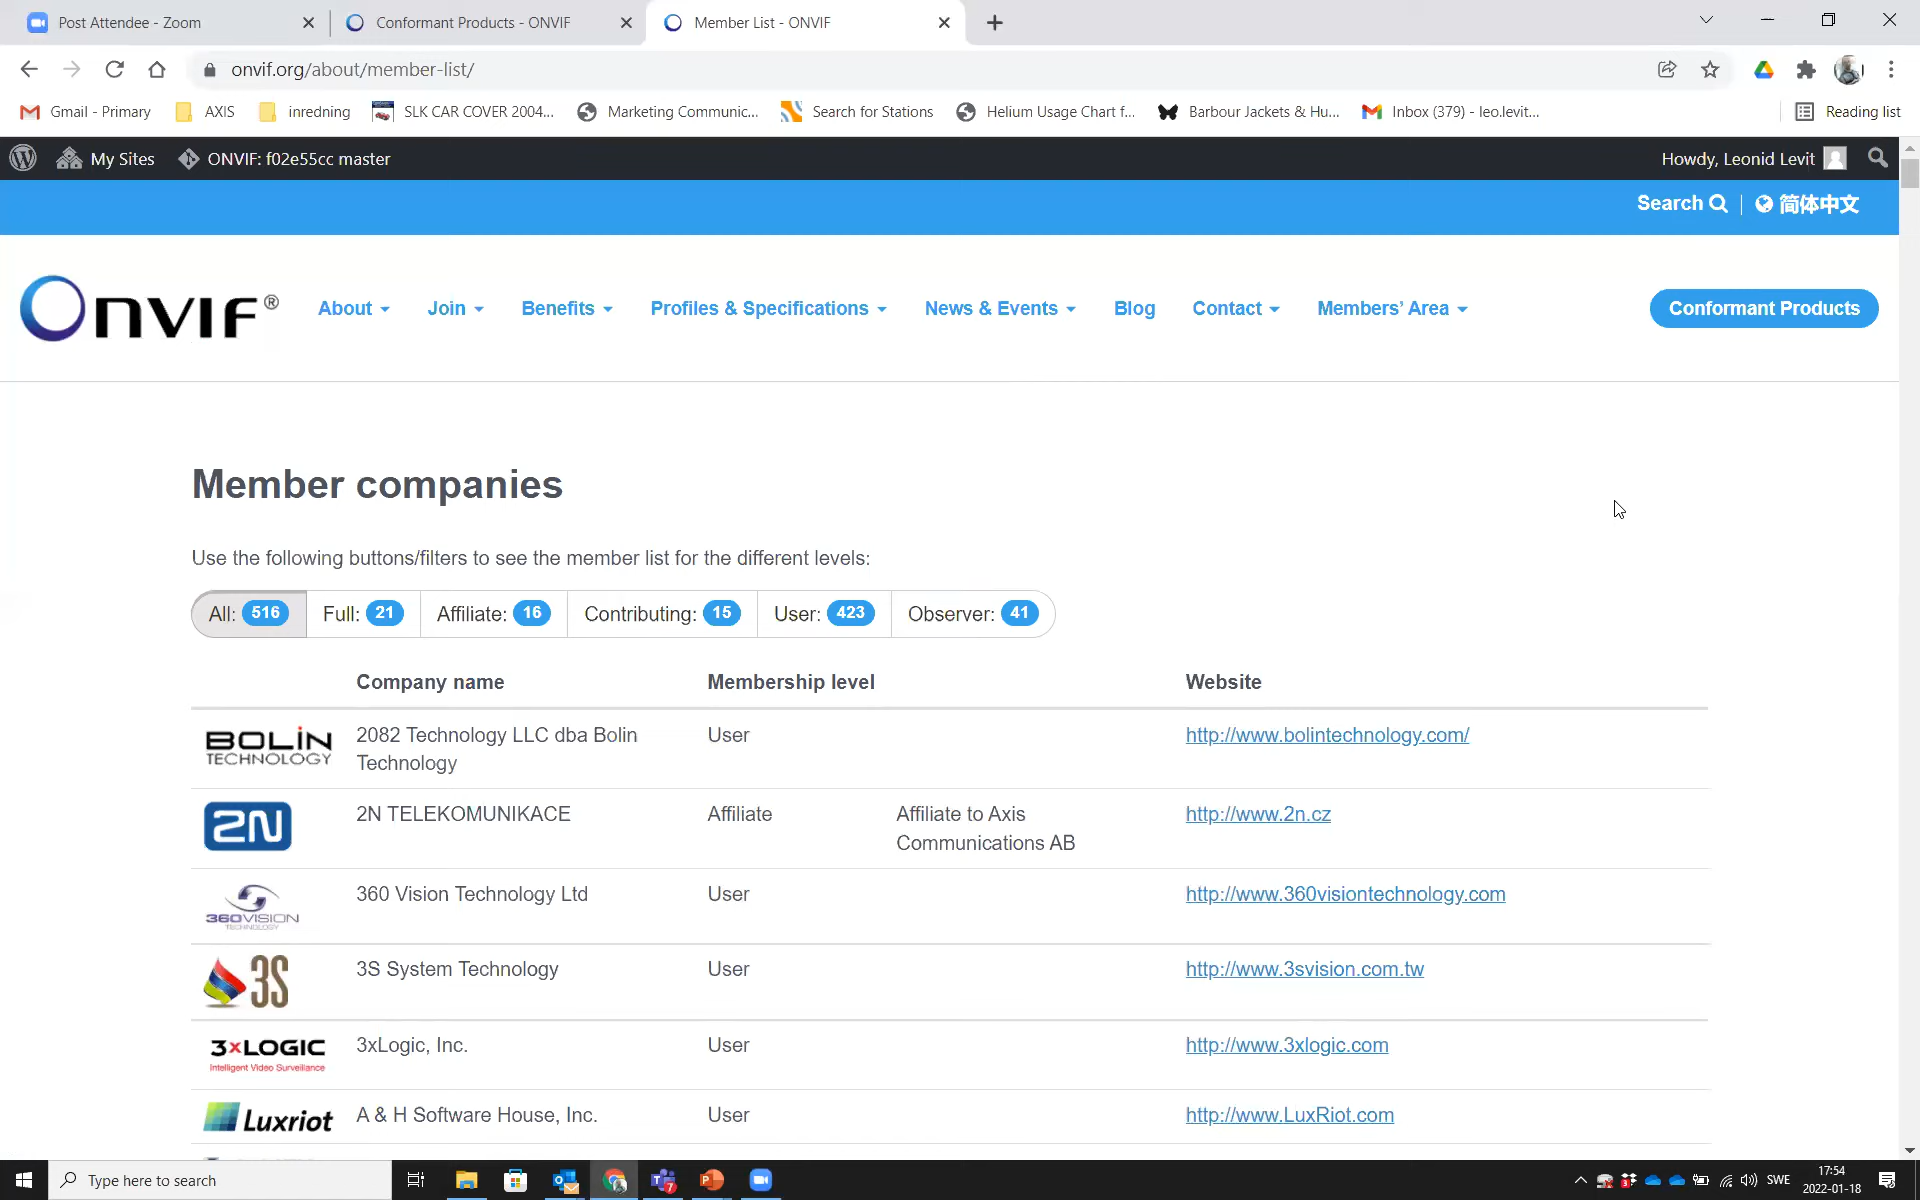 Post Attendee - Zoom
Conformant Products - ONVIF
Member List - ONVIF
onvif.org/about/member-list/
Gmail - Primary
AXIS
inredning
SLK CAR COVER 2004...
Marketing Communic...
Search for Stations
Helium Usage Chart f...
Barbour Jackets & Hu...
Inbox (379) - leo.levit...
Reading list
My Sites
ONVIF: f02e55cc master
Howdy, Leonid Levit
Search
简体中文
ONVIF®
About
Join
Benefits
Profiles & Specifications
News & Events
Blog
Contact
Members’ Area
Conformant Products
Member companies
Use the following buttons/filters to see the member list for the different levels:
All: 516
Full: 21
Affiliate: 16
Contributing: 15
User: 423
Observer: 41
Company name
Membership level
Website
BOLIN
TECHNOLOGY
2082 Technology LLC dba Bolin
Technology
User
http://www.bolintechnology.com/
2N
2N TELEKOMUNIKACE
Affiliate
Affiliate to Axis
Communications AB
http://www.2n.cz
360VISION
TECHNOLOGY
360 Vision Technology Ltd
User
http://www.360visiontechnology.com
3S
3S System Technology
User
http://www.3svision.com.tw
3xLOGIC
Intelligent Video Surveillance
3xLogic, Inc.
User
http://www.3xlogic.com
Luxriot
A & H Software House, Inc.
User
http://www.LuxRiot.com
Type here to search
7
SWE
17:54
2022-01-18